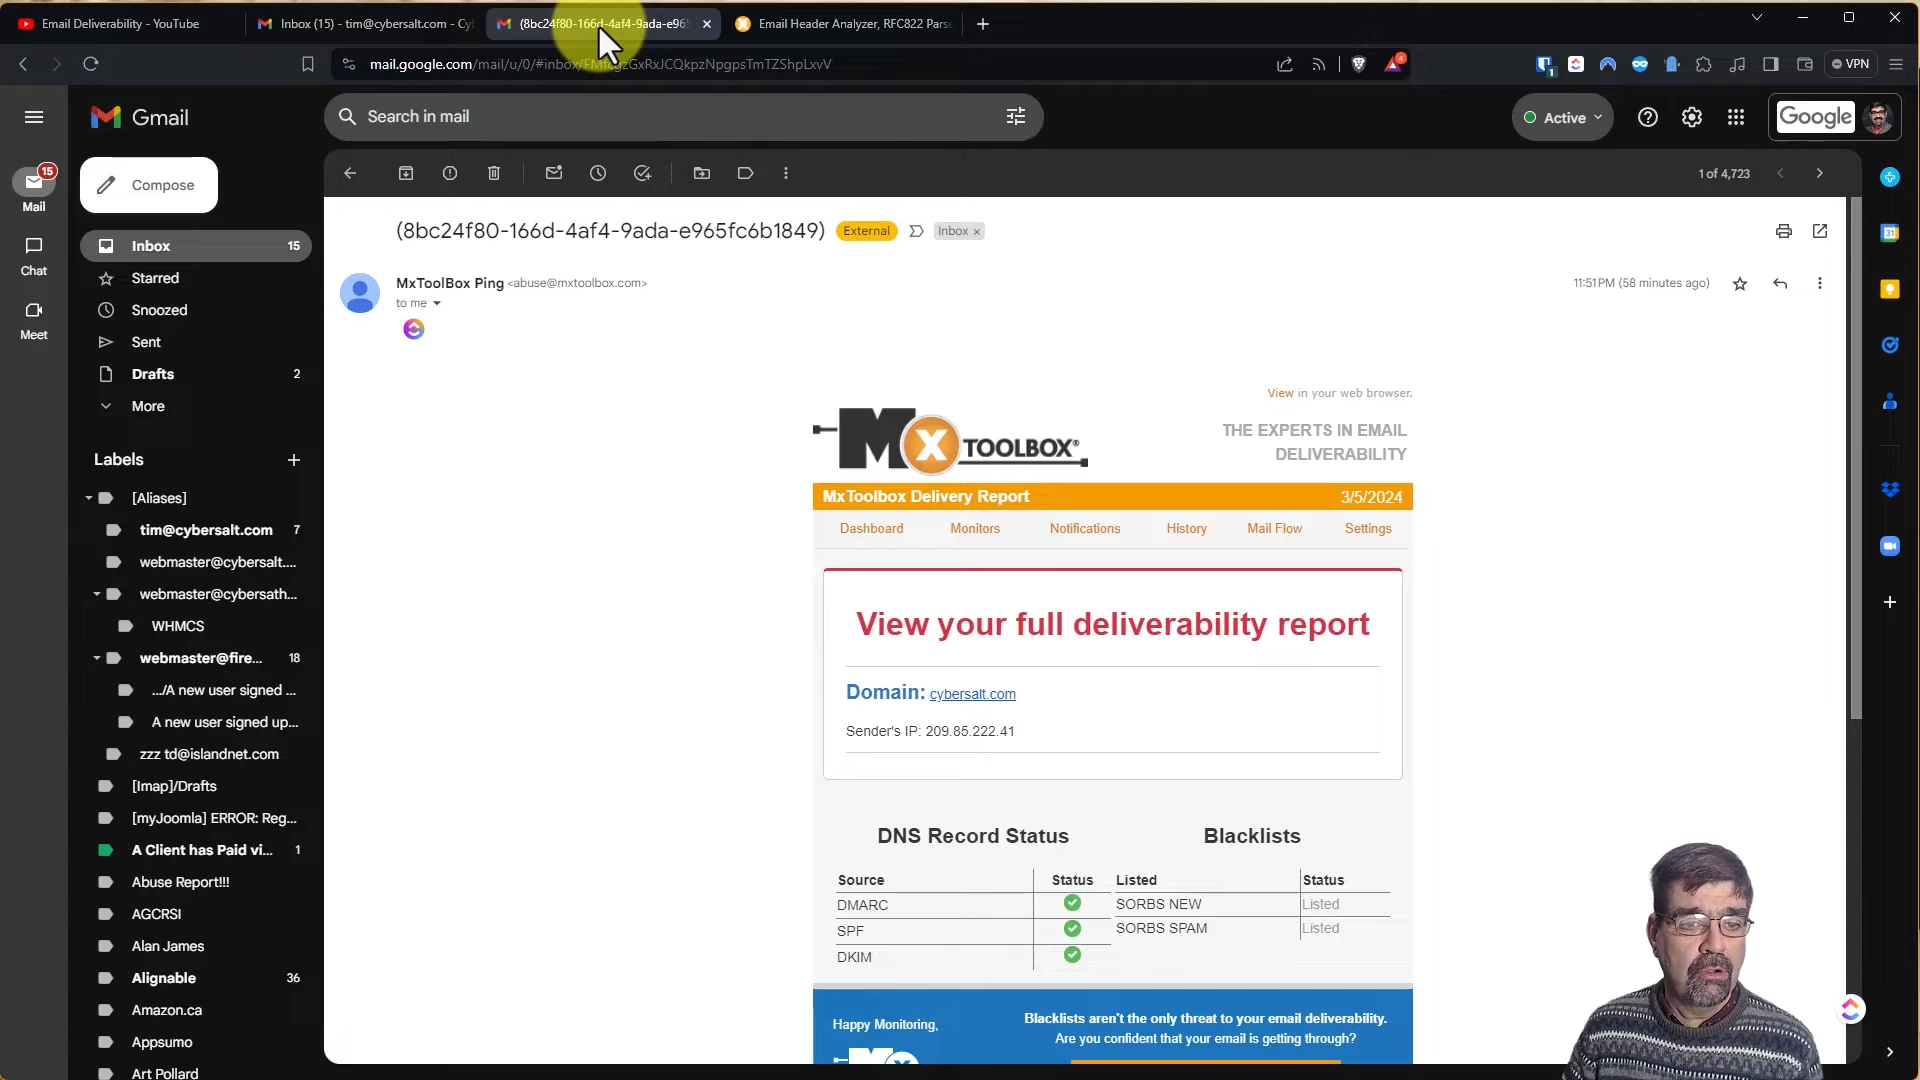 Email Deliverability - YouTube
Inbox (15) - tim@cybersalt.com - Cy
(8bc24f80-166d-4af4-9ada-e965
Email Header Analyzer, RFC822 Parse
mail.google.com/mail/u/0/#inbox/FMfcgzGxRxJCQkpzNpgpsTmTZShpLxvV
4
1
VPN
Gmail
Search in mail
Active
Google
15
Mail
Chat
Meet
Compose
Inbox 15
Starred
Snoozed
Sent
Drafts 2
More
Labels
[Aliases]
tim@cybersalt.com 7
webmaster@cybersalt....
webmaster@cybersath...
WHMCS
webmaster@fire... 18
.../A new user signed ...
A new user signed up...
zzz td@islandnet.com
[Imap]/Drafts
[myJoomla] ERROR: Reg...
A Client has Paid vi... 1
Abuse Report!!!
AGCRSI
Alan James
Alignable 36
Amazon.ca
Appsumo
Art Pollard
1 of 4,723
(8bc24f80-166d-4af4-9ada-e965fc6b1849) External Inbox
MxToolBox Ping <abuse@mxtoolbox.com>
11:51 PM (58 minutes ago)
to me
View in your web browser.
Mx TOOLBOX®
THE EXPERTS IN EMAIL
DELIVERABILITY
MxToolbox Delivery Report 3/5/2024
Dashboard Monitors Notifications History Mail Flow Settings
View your full deliverability report
Domain: cybersalt.com
Sender's IP: 209.85.222.41
DNS Record Status
Source Status
DMARC
SPF
DKIM
Blacklists
Listed Status
SORBS NEW Listed
SORBS SPAM Listed
Happy Monitoring,
Blacklists aren't the only threat to your email deliverability.
Are you confident that your email is getting through?
31